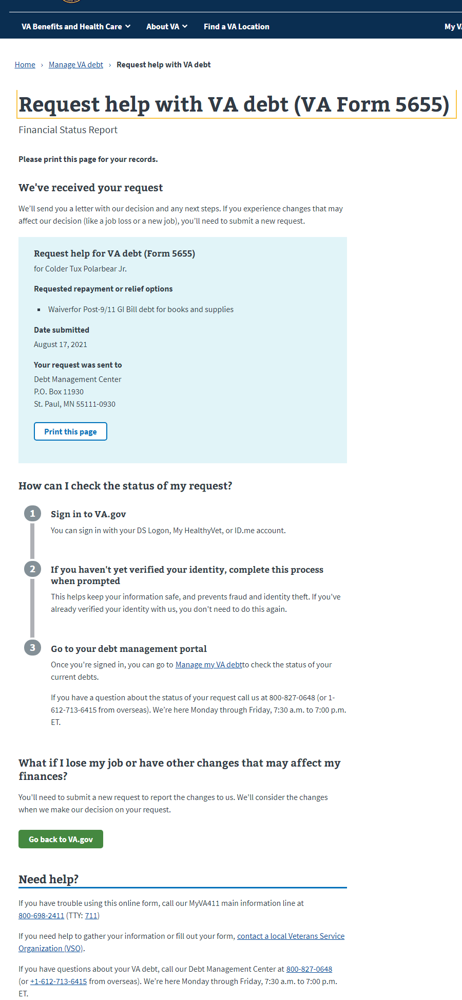 VA Benefits and Health Care About VA Find a VA Location My VA
Home › Manage VA debt › Request help with VA debt
Request help with VA debt (VA Form 5655)
Financial Status Report
Please print this page for your records.
We've received your request
We’ll send you a letter with our decision and any next steps. If you experience changes that may
affect our decision (like a job loss or a new job), you’ll need to submit a new request.
Request help for VA debt (Form 5655)
for Colder Tux Polarbear Jr.
Requested repayment or relief options
▪ Waiverfor Post-9/11 GI Bill debt for books and supplies
Date submitted
August 17, 2021
Your request was sent to
Debt Management Center
P.O. Box 11930
St. Paul, MN 55111-0930
Print this page
How can I check the status of my request?
1 Sign in to VA.gov
You can sign in with your DS Logon, My HealthyVet, or ID.me account.
2 If you haven't yet verified your identity, complete this process
when prompted
This helps keep your information safe, and prevents fraud and identity theft. If you've
already verified your identity with us, you don't need to do this again.
3 Go to your debt management portal
Once you're signed in, you can go to Manage my VA debtto check the status of your
current debts.
If you have a question about the status of your request call us at 800-827-0648 (or 1-
612-713-6415 from overseas). We’re here Monday through Friday, 7:30 a.m. to 7:00 p.m.
ET.
What if I lose my job or have other changes that may affect my
finances?
You'll need to submit a new request to report the changes to us. We'll consider the changes
when we make our decision on your request.
Go back to VA.gov
Need help?
If you have trouble using this online form, call our MyVA411 main information line at
800-698-2411 (TTY: 711)
If you need help to gather your information or fill out your form, contact a local Veterans Service
Organization (VSO).
If you have questions about your VA debt, call our Debt Management Center at 800-827-0648
(or +1-612-713-6415 from overseas). We’re here Monday through Friday, 7:30 a.m. to 7:00 p.m.
ET.